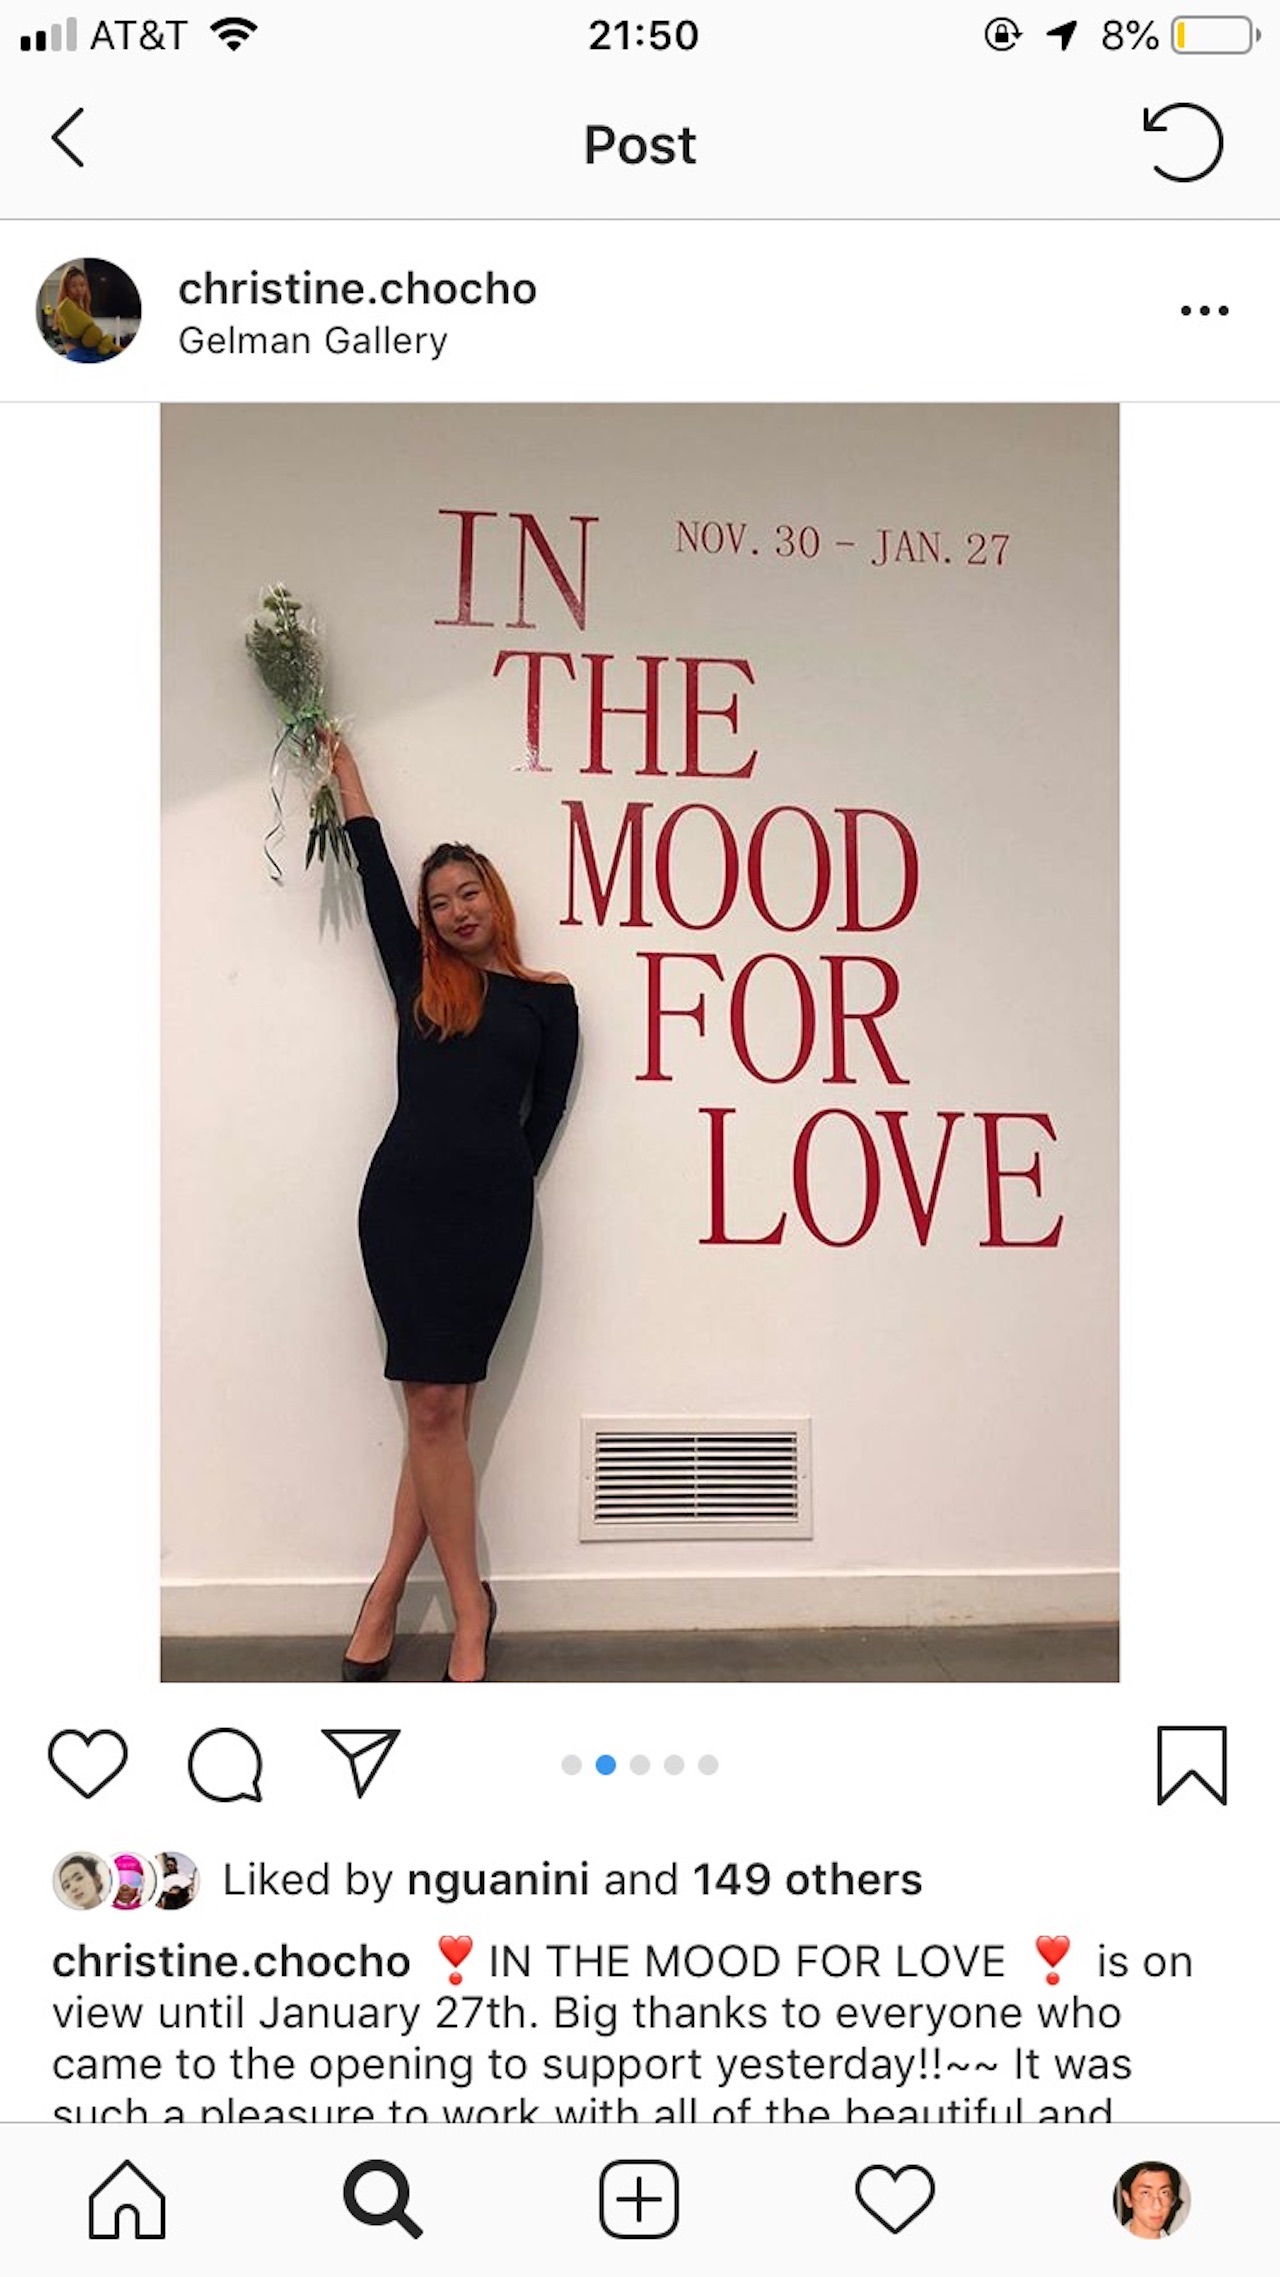 AT&T
21:50
8%
Post
christine.chocho
Gelman Gallery
IN
NOV. 30 – JAN. 27
THE
MOOD
FOR
LOVE
Liked by nguanini and 149 others
christine.chocho ❣️IN THE MOOD FOR LOVE ❣️ is on
view until January 27th. Big thanks to everyone who
came to the opening to support yesterday!!~~ It was
such a pleasure to work with all of the beautiful and